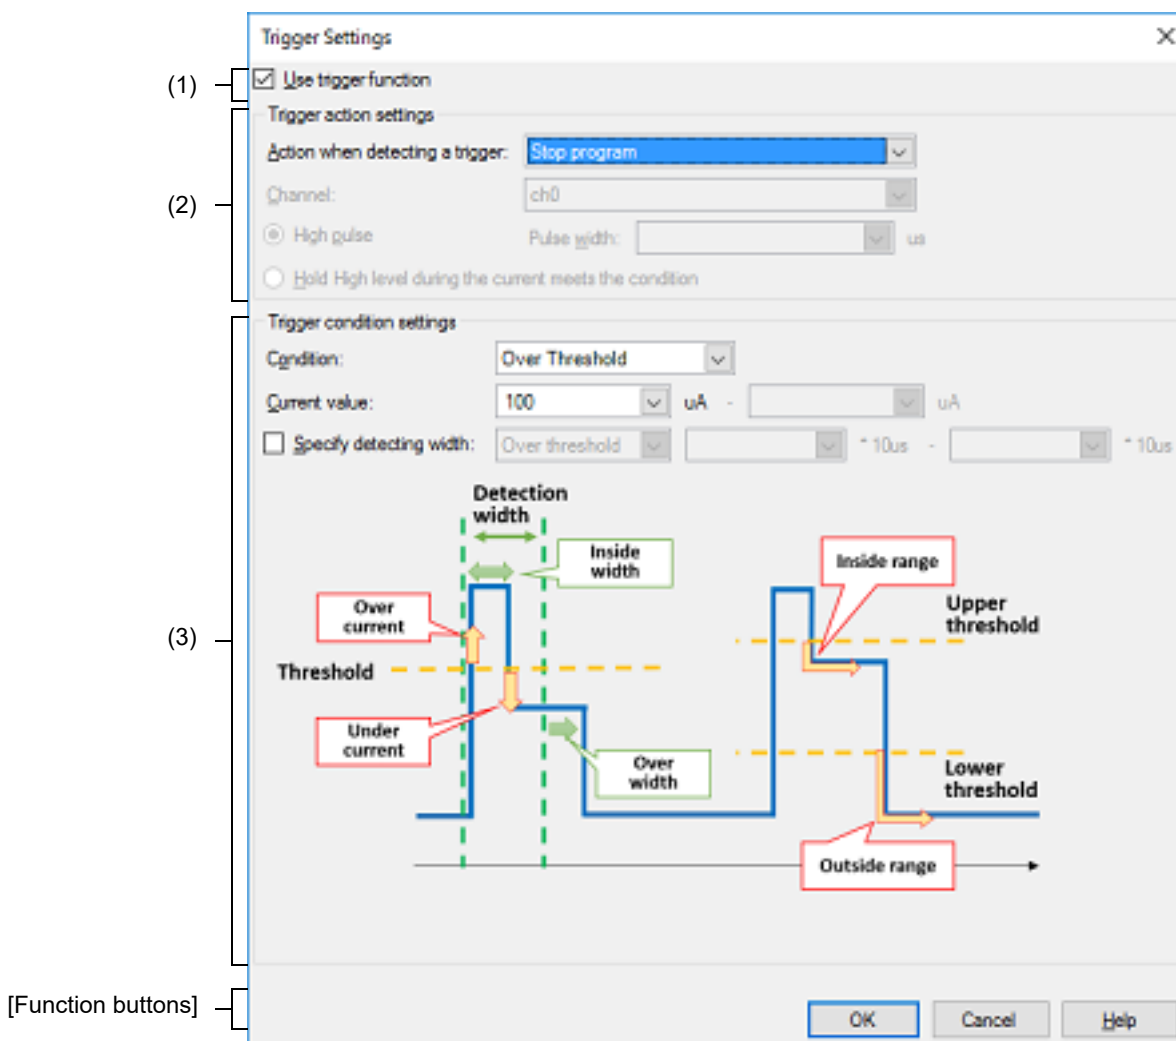 Trigger Settings
(1)
Use trigger function
Trigger action settings
Action when detecting a trigger: Stop program
(2)
Channel: ch0
High pulse Pulse width: us
Hold High level during the current meets the condition
Trigger condition settings
Condition: Over Threshold
Current value: 100 uA - uA
Specify detecting width: Over threshold * 10us - * 10us
Detection
width
Inside
width
Inside range
Over
current
Upper
threshold
(3)
Threshold
Under
current
Over
width
Lower
threshold
Outside range
[Function buttons]
OK Cancel Help